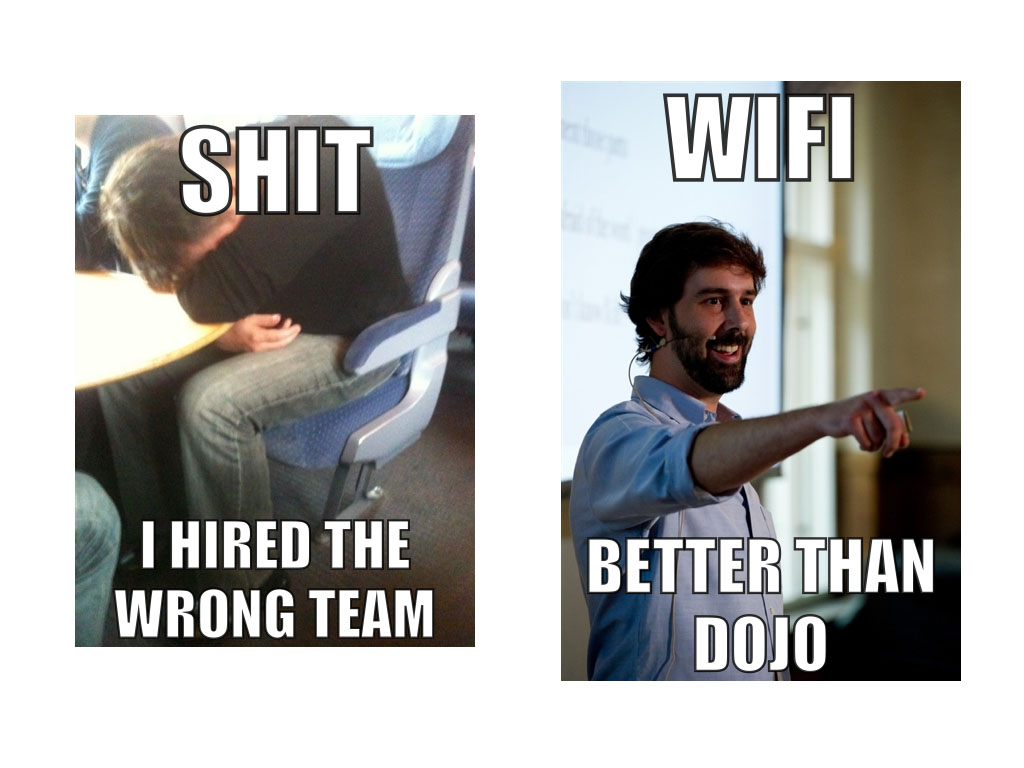 SHIT
I HIRED THE
WRONG TEAM
WIFI
BETTER THAN
DOJO